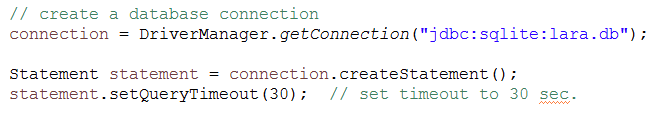 // create a database connection
connection = DriverManager.getConnection("jdbc:sqlite:lara.db");
Statement statement = connection.createStatement();
statement.setQueryTimeout(30);  // set timeout to 30 sec.